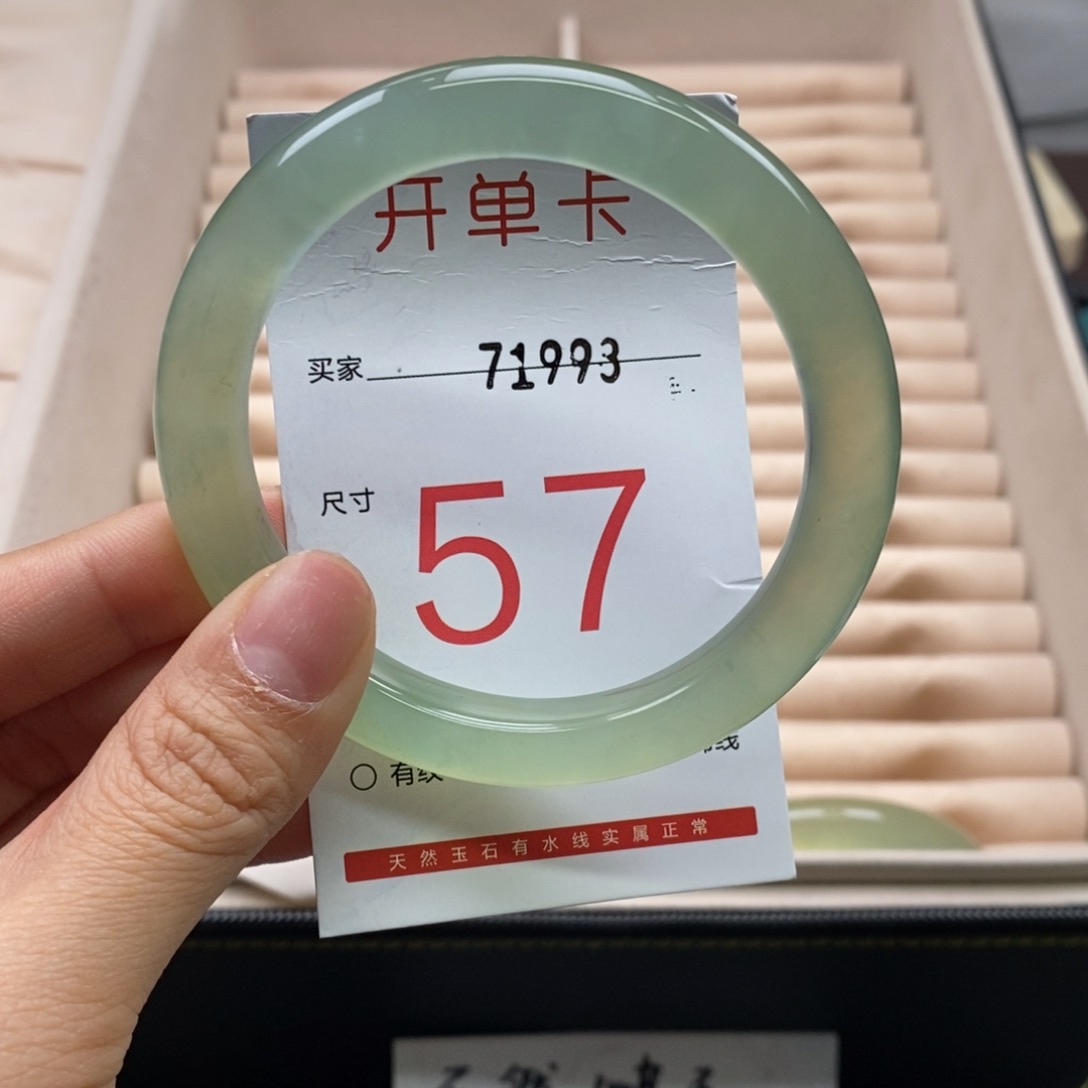 开单卡
买家 71993
尺寸 57
有纹
天然玉石有水线实属正常